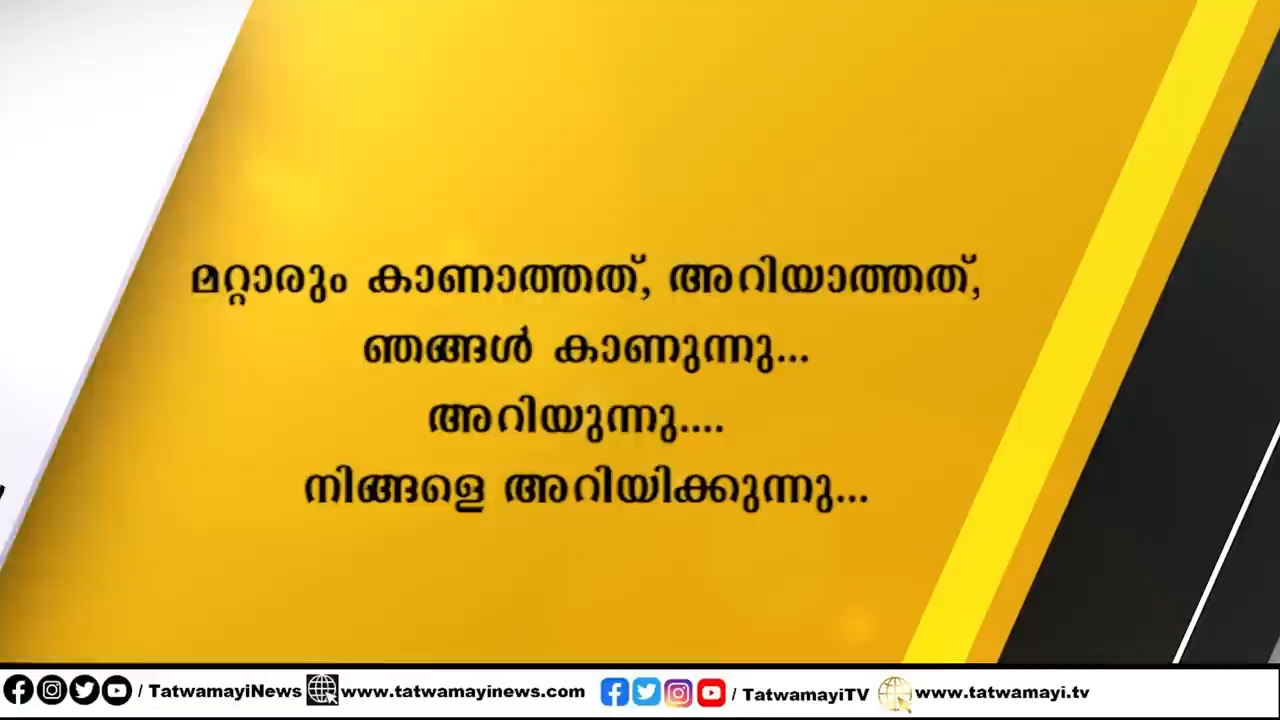 മറ്റാരും കാണാത്തത്, അറിയാത്തത്,
ഞങ്ങൾ കാണുന്നു...
അറിയുന്നു....
നിങ്ങളെ അറിയിക്കുന്നു...
/ TatwamayiNews www.tatwamayinews.com / TatwamayiTV www.tatwamayi.tv